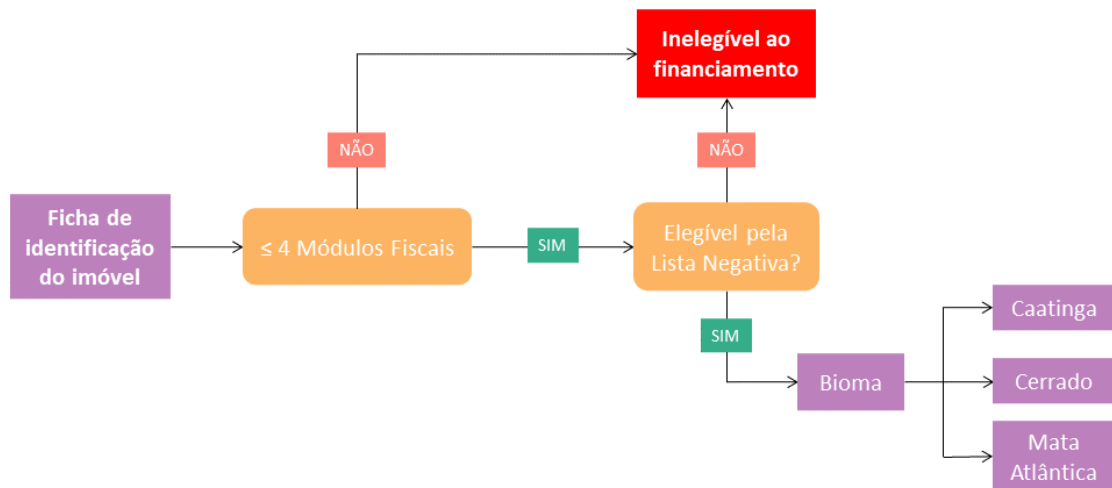 Inelegível ao
financiamento
NÃO
NÃO
Ficha de
identificação
do imóvel
≤ 4 Módulos Fiscais
SIM
Elegível pela
Lista Negativa?
SIM
Bioma
Caatinga
Cerrado
Mata
Atlântica